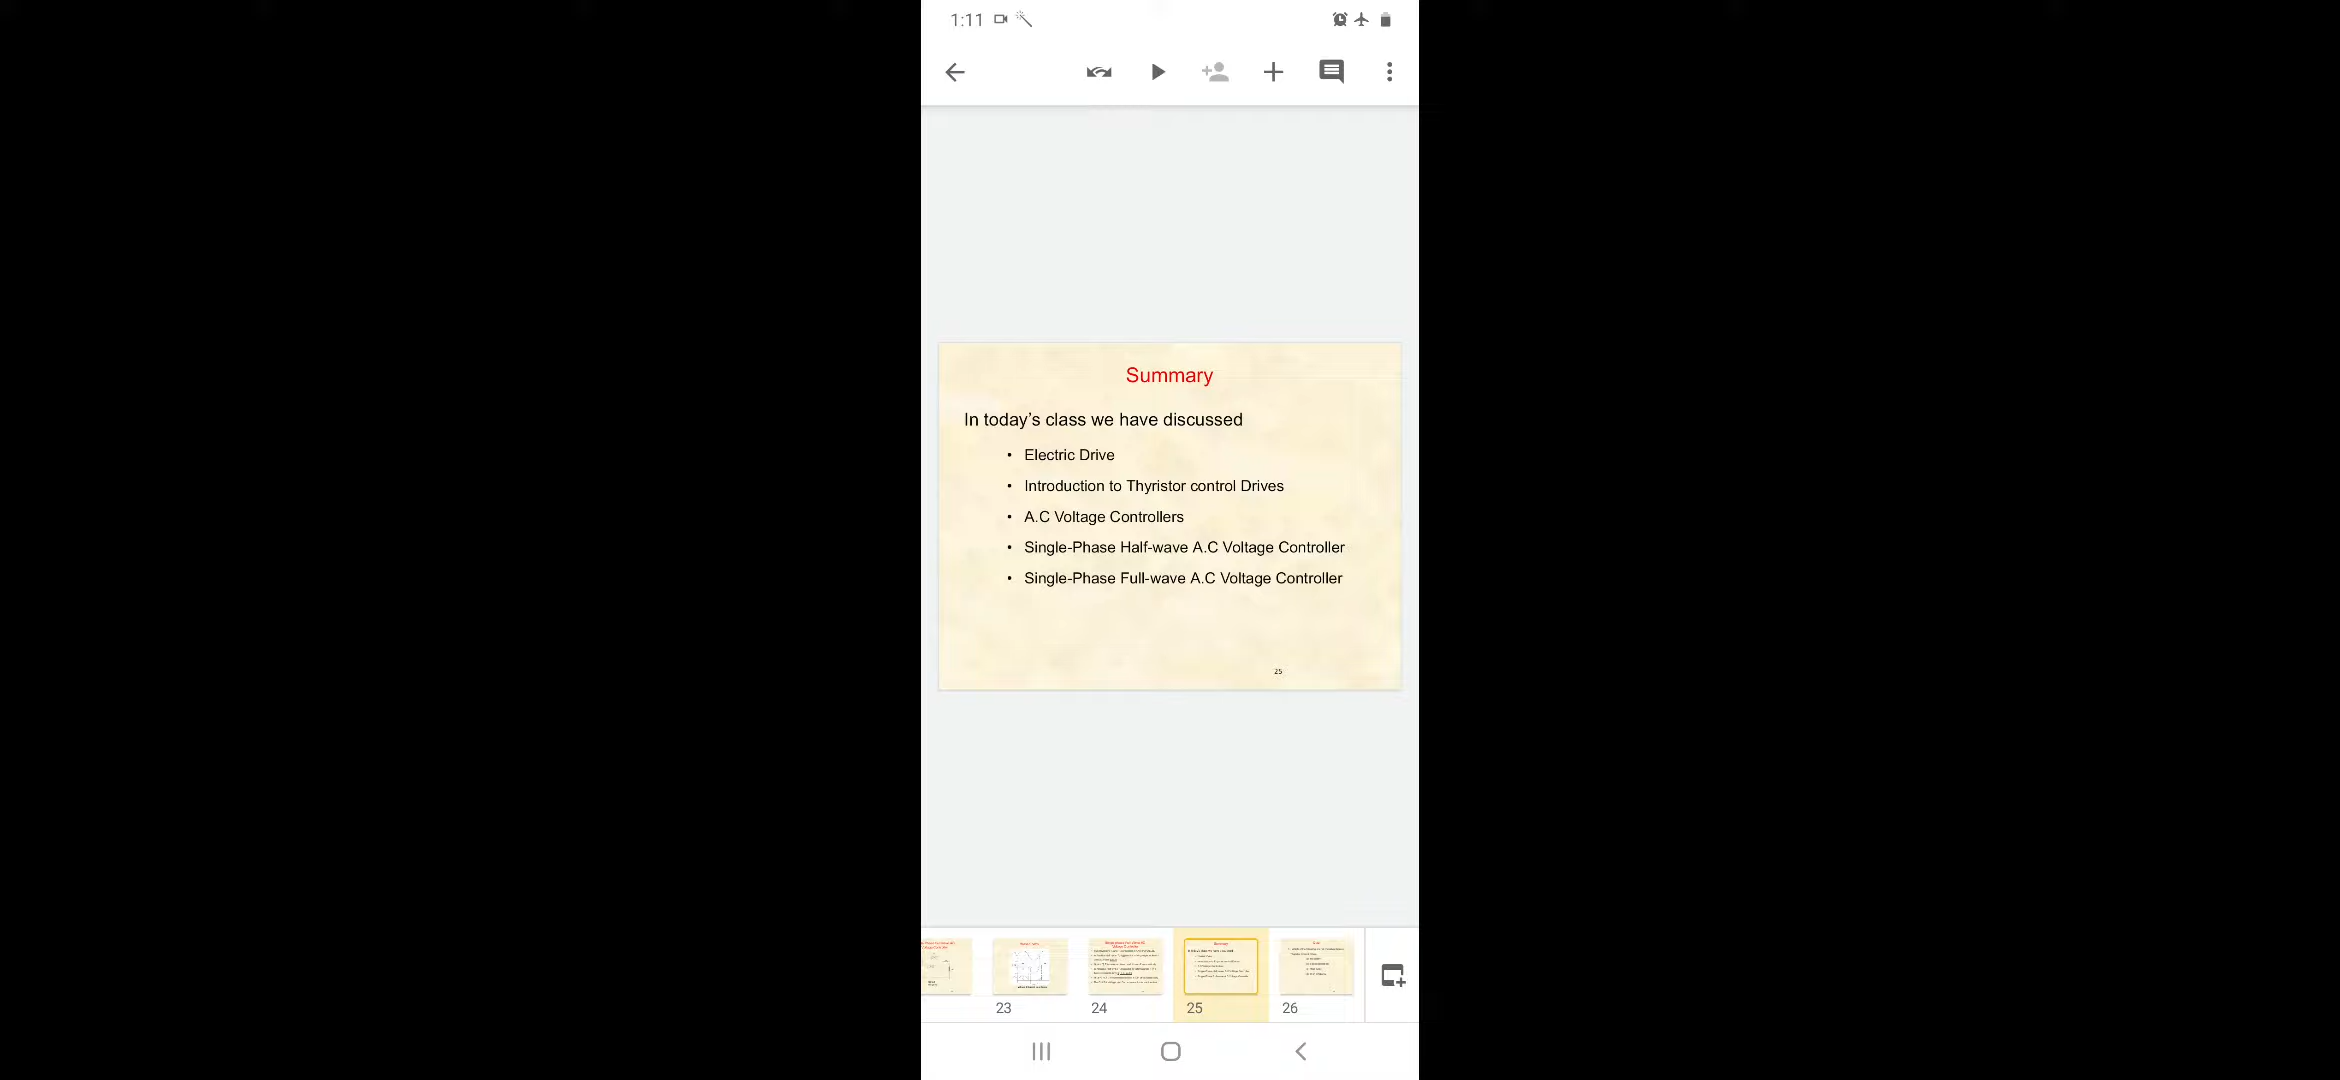 1:11
Summary
In today's class we have discussed
• Electric Drive
• Introduction to Thyristor control Drives
• A.C Voltage Controllers
• Single-Phase Half-wave A.C Voltage Controller
• Single-Phase Full-wave A.C Voltage Controller
25
23
24
25
26